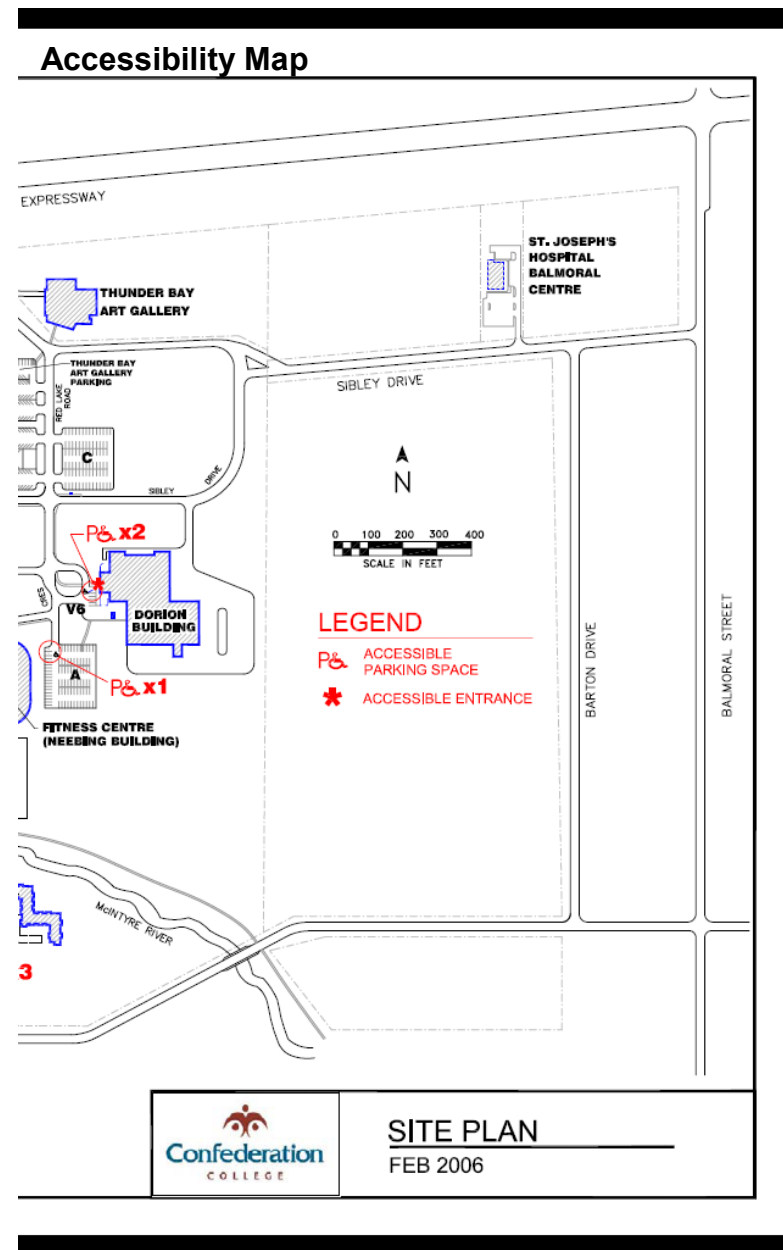 Accessibility Map
EXPRESSWAY
ST. JOSEPH'S
HOSPITAL
BALMORAL
CENTRE
THUNDER BAY
ART GALLERY
THUNDER BAY
ART GALLERY
PARKING
RED LAKE
ROAD
SIBLEY DRIVE
C
N
SIBLEY
DRIVE
0 100 200 300 400
SCALE IN FEET
P x2
CRES
V6
DORION
BUILDING
LEGEND
P ACCESSIBLE
PARKING SPACE
* ACCESSIBLE ENTRANCE
A
P x1
BARTON DRIVE
BALMORAL STREET
FITNESS CENTRE
(NEEBING BUILDING)
McINTYRE RIVER
3
Confederation
COLLEGE
SITE PLAN
FEB 2006